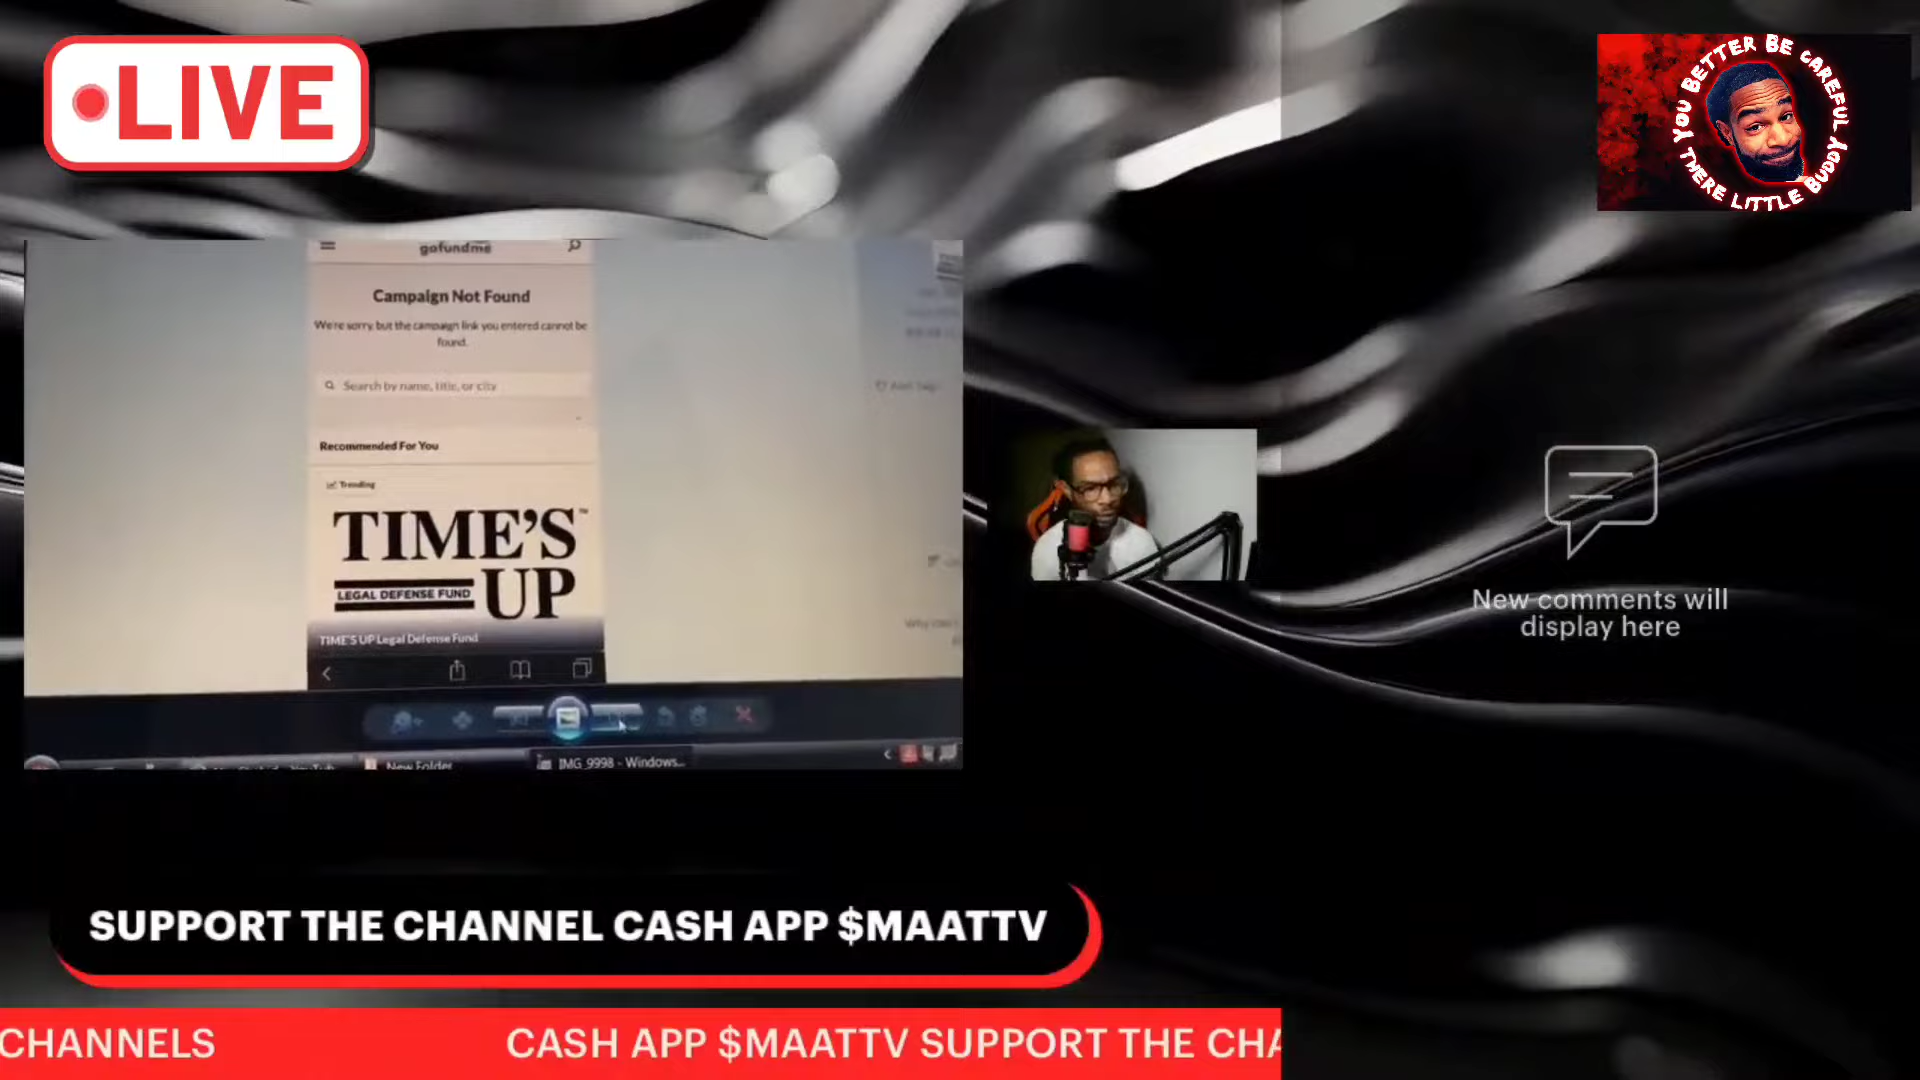 LIVE
YOU BETTER BE CAREFUL
THERE LITTLE BUDDY
gofundme
Campaign Not Found
We're sorry, but the campaign link you entered cannot be
found.
Search by name, title, or city
Recommended For You
Trending
TIME'S™
UP
LEGAL DEFENSE FUND
TIME'S UP Legal Defense Fund
New Folder
IMG_9998 - Windows...
New comments will
display here
SUPPORT THE CHANNEL CASH APP $MAATTV
CHANNELS CASH APP $MAATTV SUPPORT THE CHA